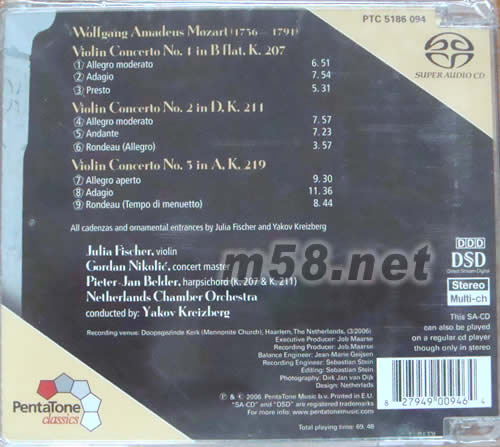 PTC 5186 094
Wolfgang Amadeus Mozart (1756 – 1791)
SUPER AUDIO CD
Violin Concerto No. 1 in B flat, K. 207
① Allegro moderato 6. 51
② Adagio 7. 54
③ Presto 5. 31
Violin Concerto No. 2 in D, K. 211
④ Allegro moderato 7. 57
⑤ Andante 7. 23
⑥ Rondeau (Allegro) 3. 57
Violin Concerto No. 5 in A, K. 219
⑦ Allegro aperto 9. 30
⑧ Adagio 11. 36
⑨ Rondeau (Tempo di menuetto) 8. 44
All cadenzas and ornamental entrances by Julia Fischer and Yakov Kreizberg
m58.net
Julia Fischer, violin
Gordan Nikolić, concert master
Pieter-Jan Belder, harpsichord (K. 207 & K. 211)
Netherlands Chamber Orchestra
conducted by: Yakov Kreizberg
DDD
DSD
Direct Stream Digital
Stereo
Multi-ch
Recording venue: Doopsgezinde Kerk (Mennonite Church), Haarlem, The Netherlands, (3/2006)
Executive Producer: Job Maarse
Recording Producer: Job Maarse
Balance Engineer: Jean-Marie Geijsen
Recording Engineer: Sebastian Stein
Editing: Sebastian Stein
Photography: Dirk Jan van Dijk
Design: Netherlads
This SA-CD
can also be played
on a regular cd player
though only in stereo
PentaTone
classics
℗ & © 2006 PentaTone Music b.v. Printed in E.U.
"SA-CD" and "DSD" are registered trademarks
For more info: www.pentatonemusic.com
Total playing time: 69. 48
8 27949 00946 4